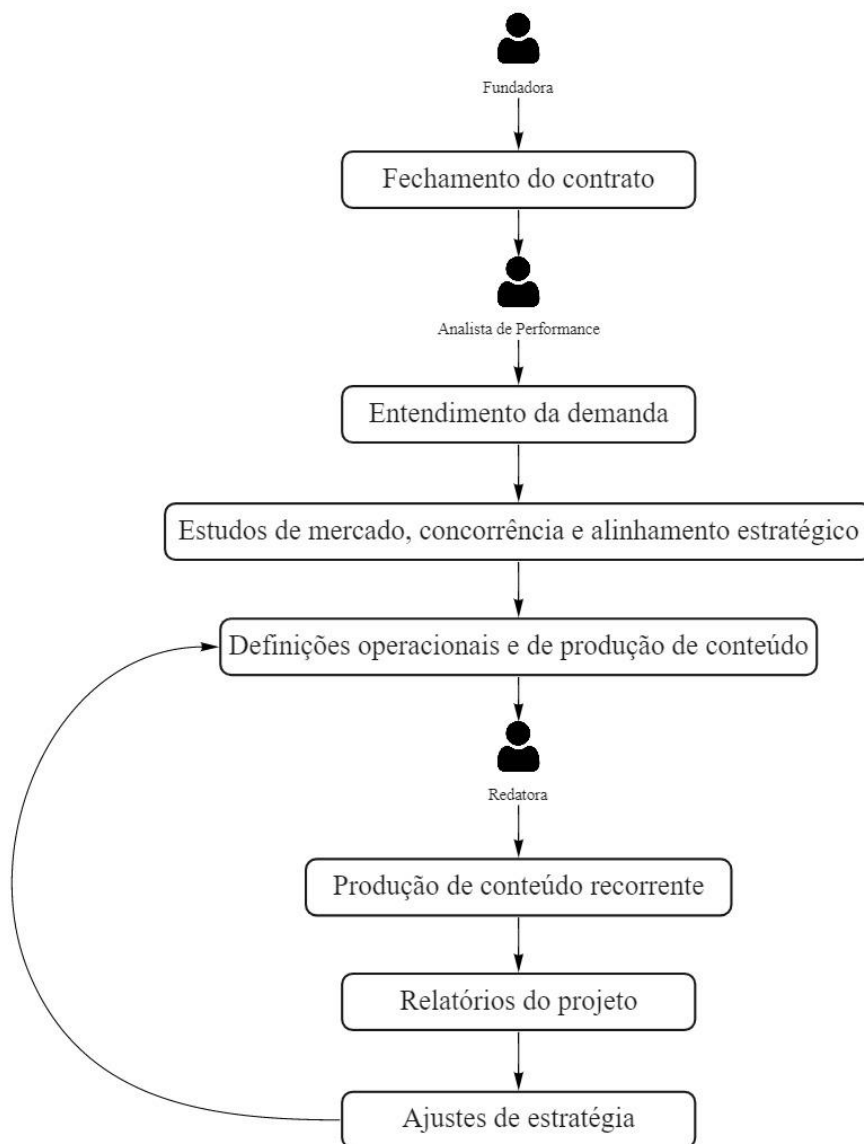 Fundadora
Fechamento do contrato
Analista de Performance
Entendimento da demanda
Estudos de mercado, concorrência e alinhamento estratégico
Definições operacionais e de produção de conteúdo
Redatora
Produção de conteúdo recorrente
Relatórios do projeto
Ajustes de estratégia